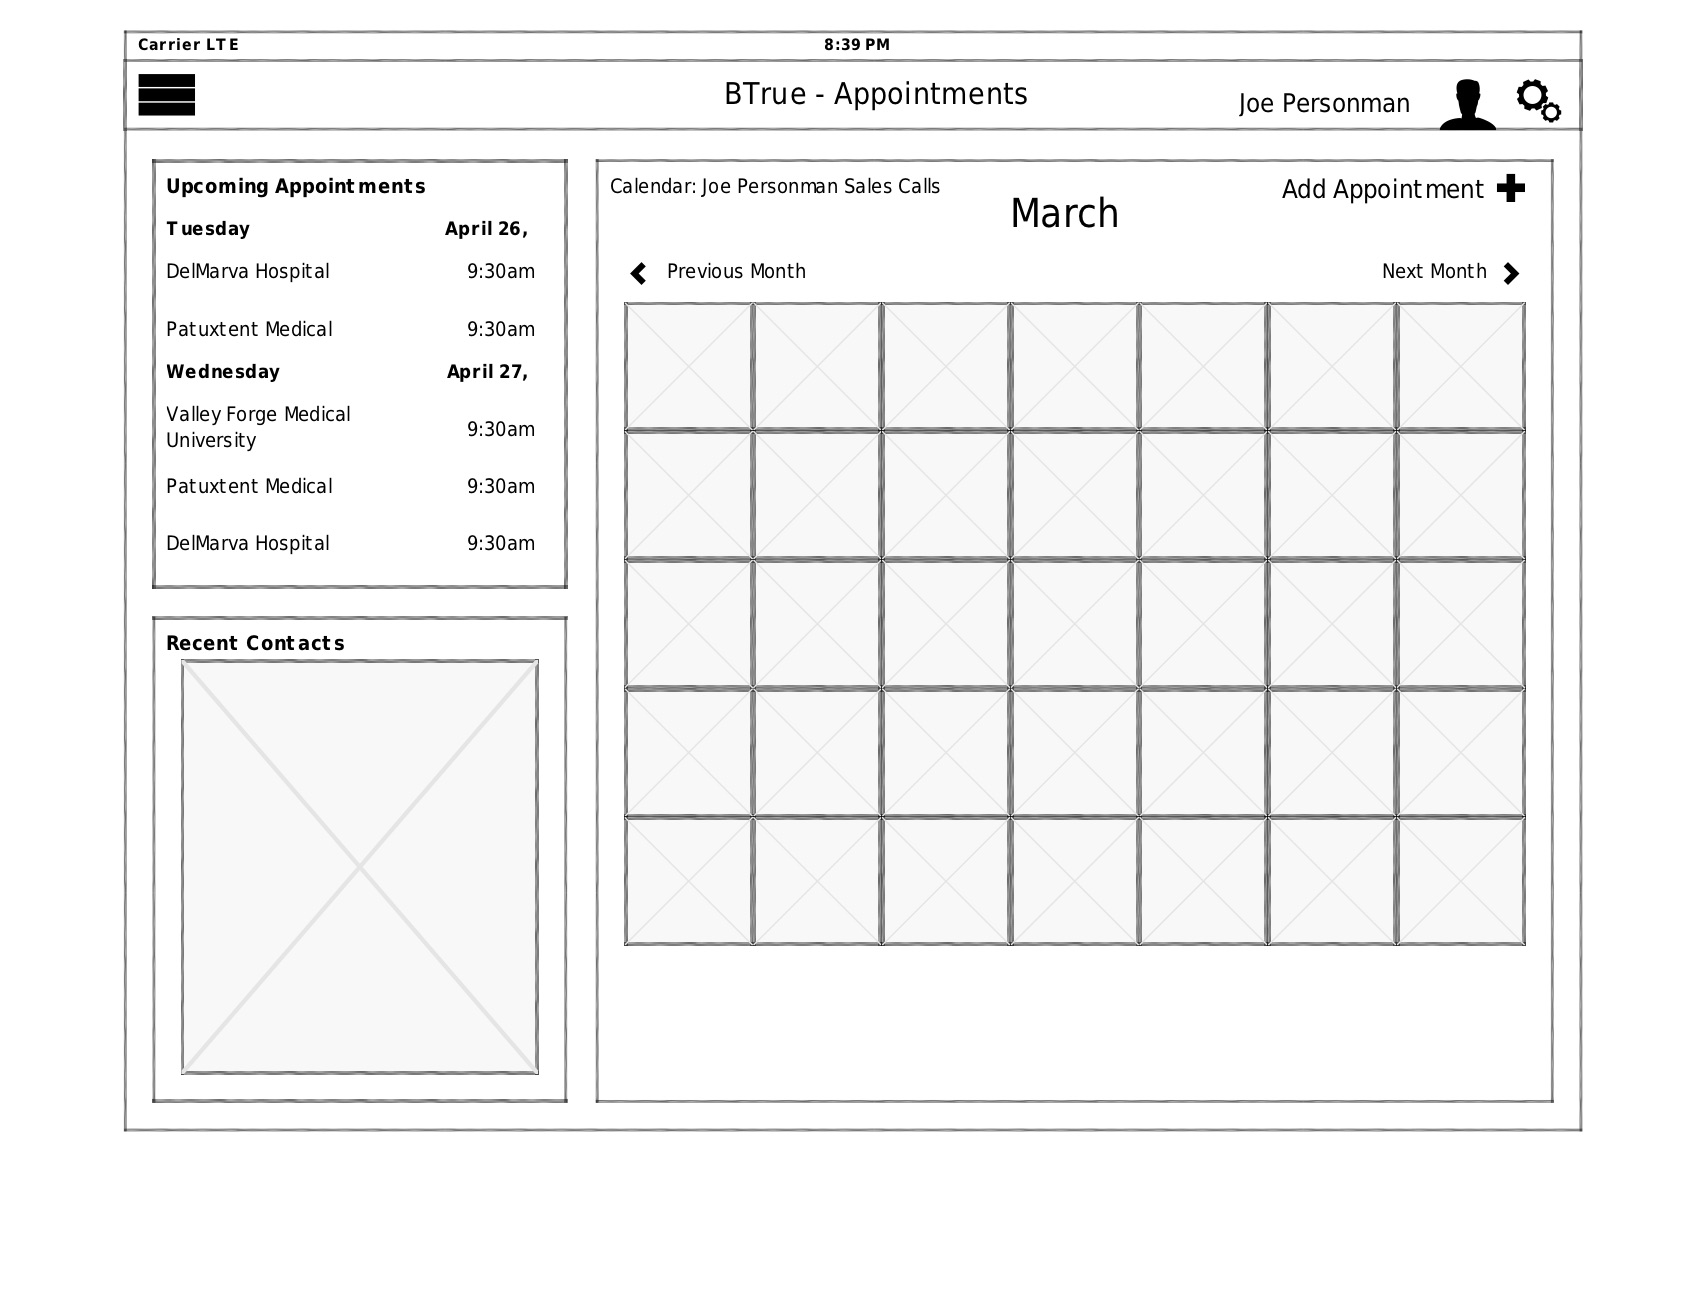 Carrier LTE
8:39 PM
BTrue - Appointments
Joe Personman
Upcoming Appointments
Tuesday April 26,
DelMarva Hospital 9:30am
Patuxtent Medical 9:30am
Wednesday April 27,
Valley Forge Medical
University 9:30am
Patuxtent Medical 9:30am
DelMarva Hospital 9:30am
Recent Contacts
Calendar: Joe Personman Sales Calls
Add Appointment
March
Previous Month
Next Month